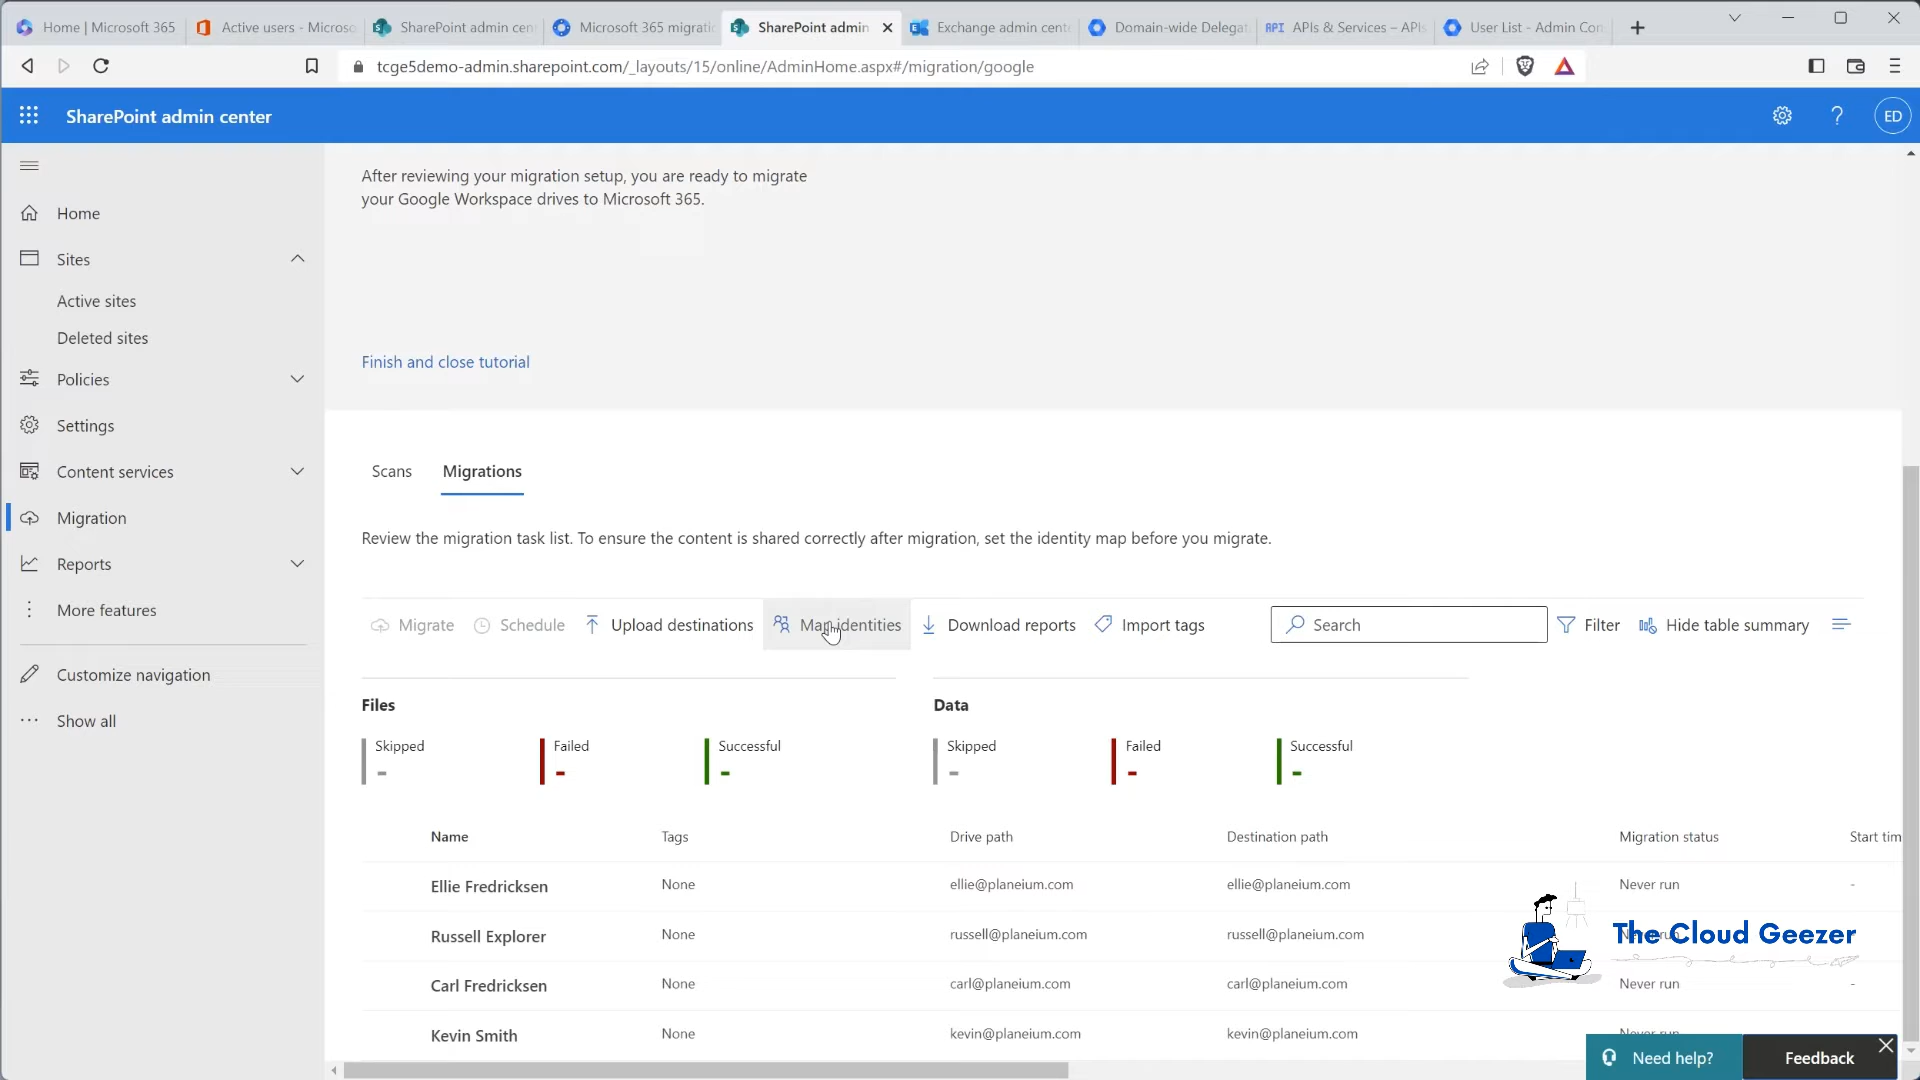 Home | Microsoft 365
Active users - Microso
SharePoint admin cen
Microsoft 365 migratio
SharePoint admin
Exchange admin cente
Domain-wide Delegat
API APIs & Services – APIs
User List - Admin Con
tcge5demo-admin.sharepoint.com/_layouts/15/online/AdminHome.aspx#/migration/google
SharePoint admin center
? ED
Home
Sites
Active sites
Deleted sites
Policies
Settings
Content services
Migration
Reports
More features
Customize navigation
Show all
After reviewing your migration setup, you are ready to migrate
your Google Workspace drives to Microsoft 365.
Finish and close tutorial
Scans Migrations
Review the migration task list. To ensure the content is shared correctly after migration, set the identity map before you migrate.
Migrate Schedule Upload destinations Map identities Download reports Import tags Search Filter Hide table summary
Files Data
Skipped Failed Successful Skipped Failed Successful
- - - - - -
Name Tags Drive path Destination path Migration status Start tim
Ellie Fredricksen None ellie@planeium.com ellie@planeium.com Never run -
Russell Explorer None russell@planeium.com russell@planeium.com Never run
The Cloud Geezer
Carl Fredricksen None carl@planeium.com carl@planeium.com Never run -
Kevin Smith None kevin@planeium.com kevin@planeium.com Never run
Need help? Feedback